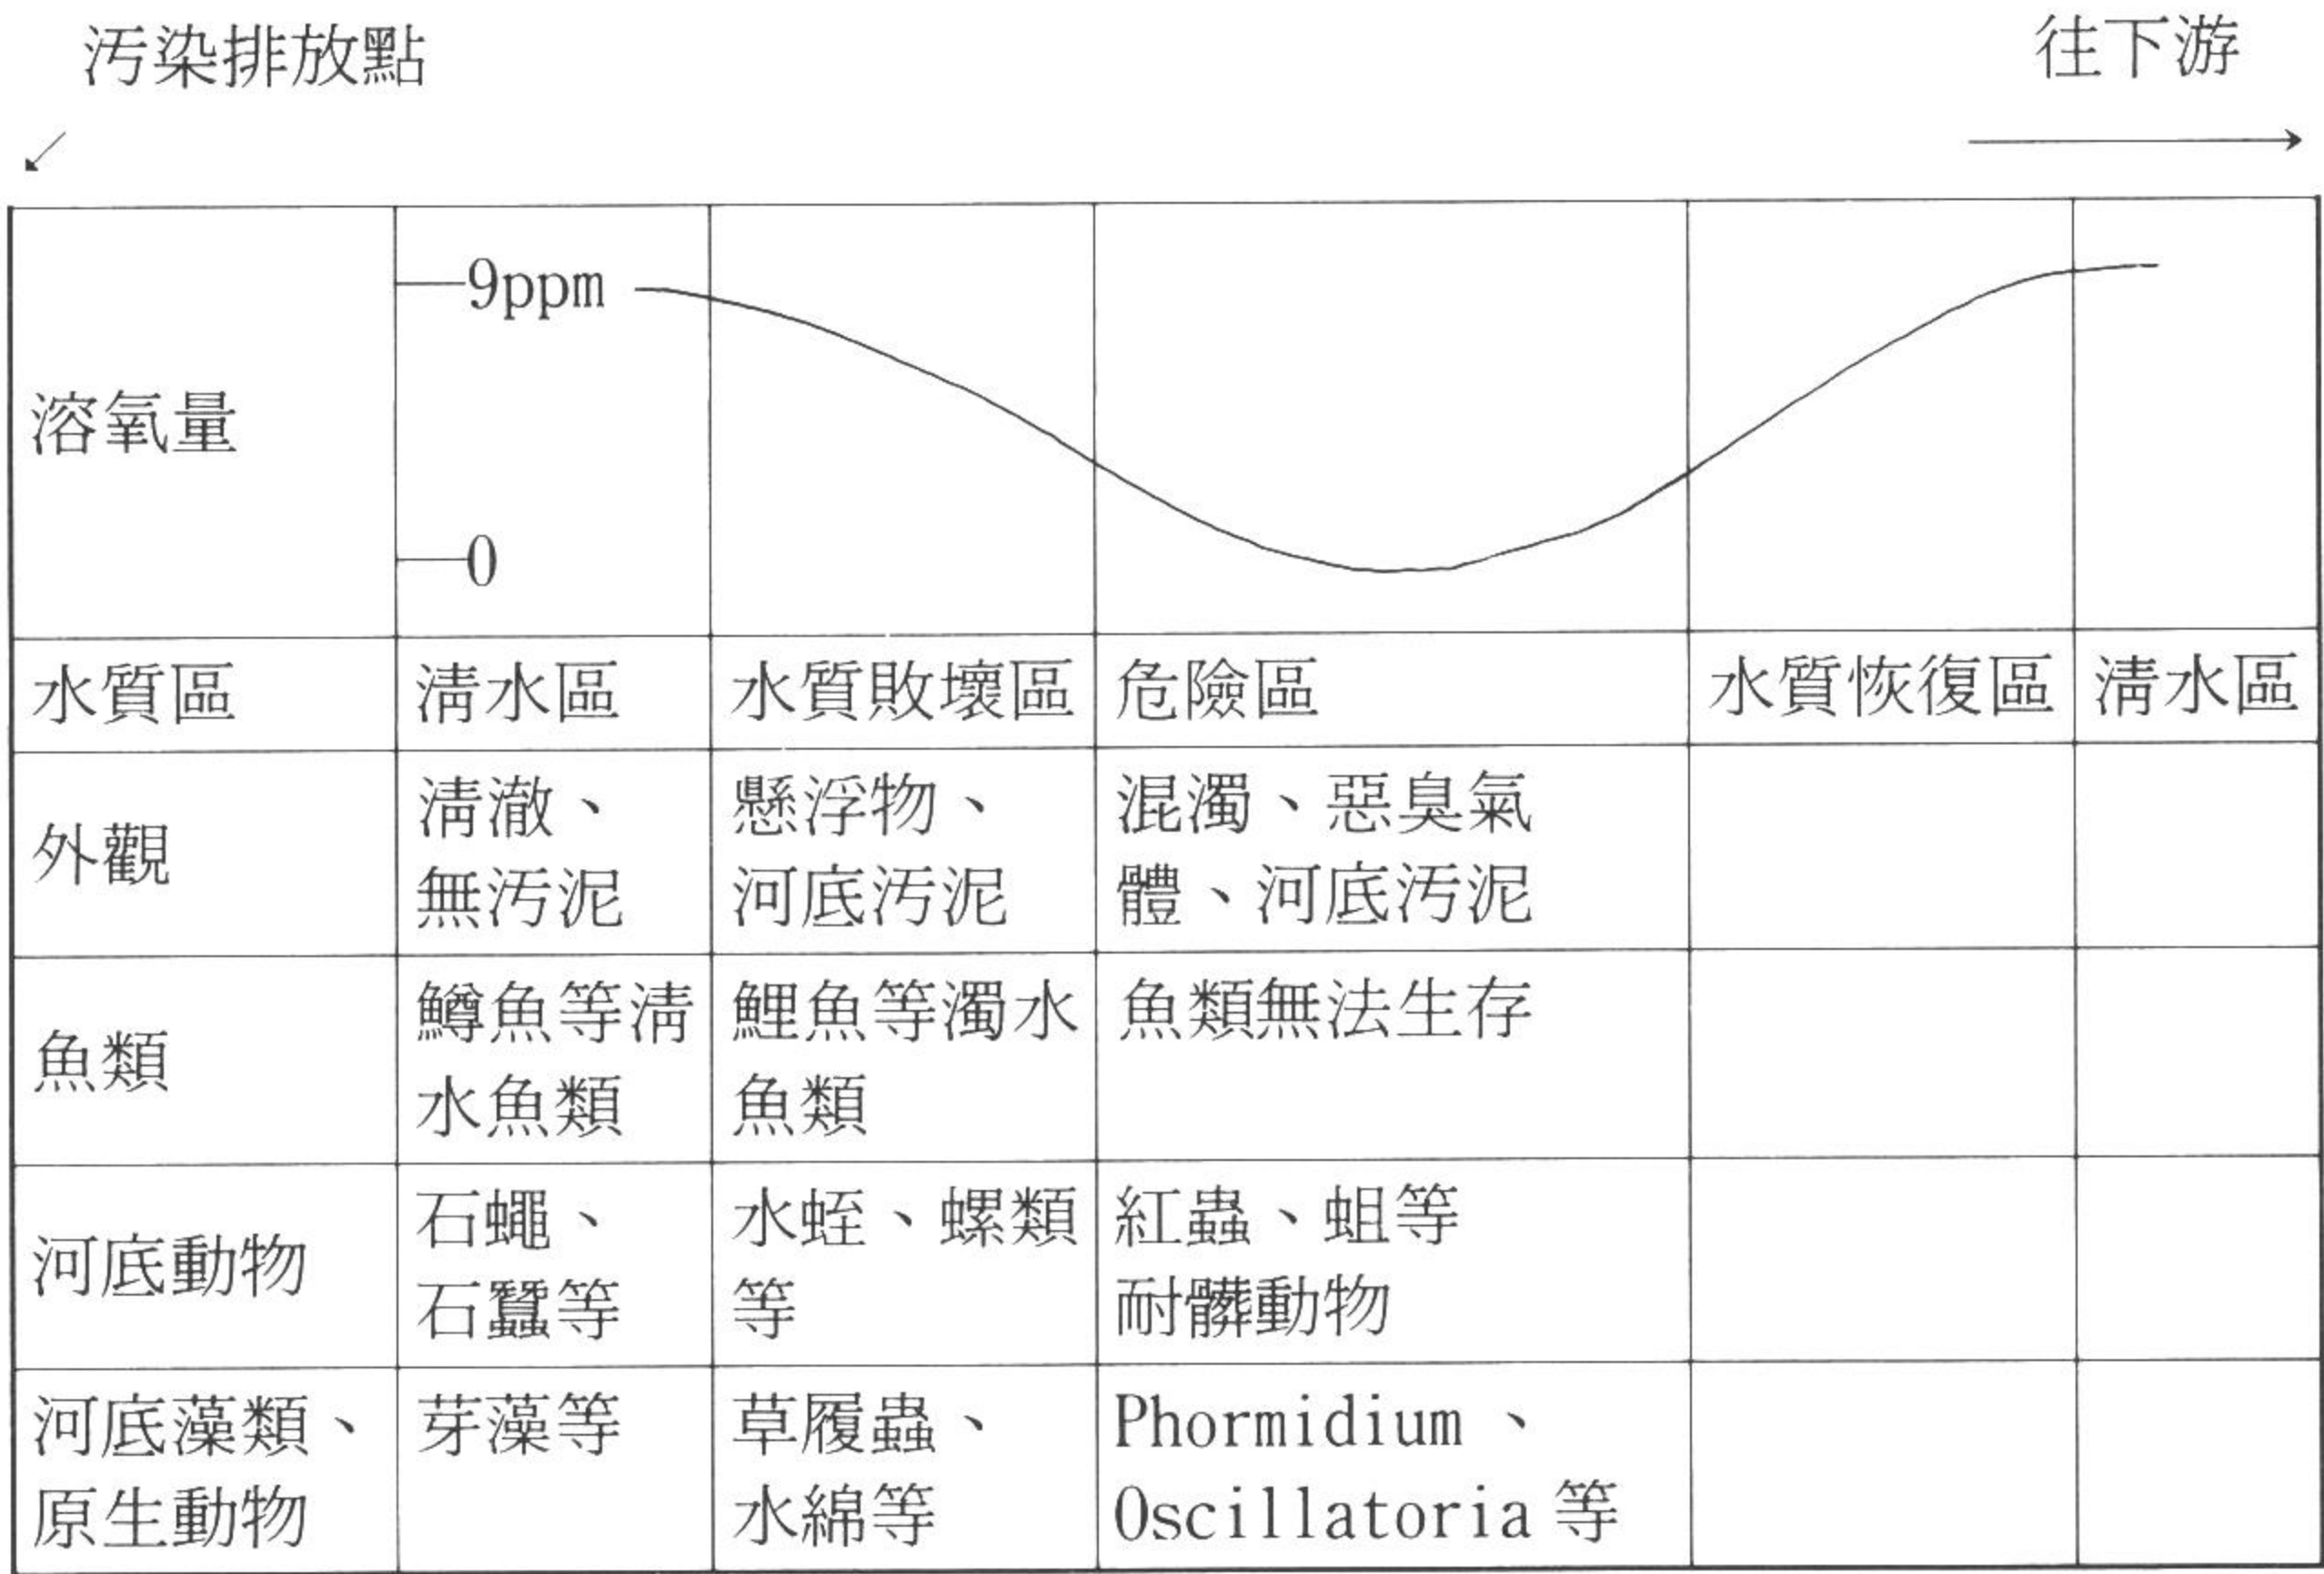 污染排放點
往下游
9ppm
溶氧量
0
水質區 清水區 水質敗壞區 危險區 水質恢復區 清水區
外觀
清澈、
無污泥
懸浮物、
河底污泥
混濁、惡臭氣
體、河底污泥
魚類
鱒魚等清
水魚類
鯉魚等濁水
魚類
魚類無法生存
河底動物
石蠅、
石蠶等
水蛭、螺類
等
紅蟲、蛆等
耐髒動物
河底藻類、
原生動物
芽藻等
草履蟲、
水綿等
Phormidium、
Oscillatoria 等